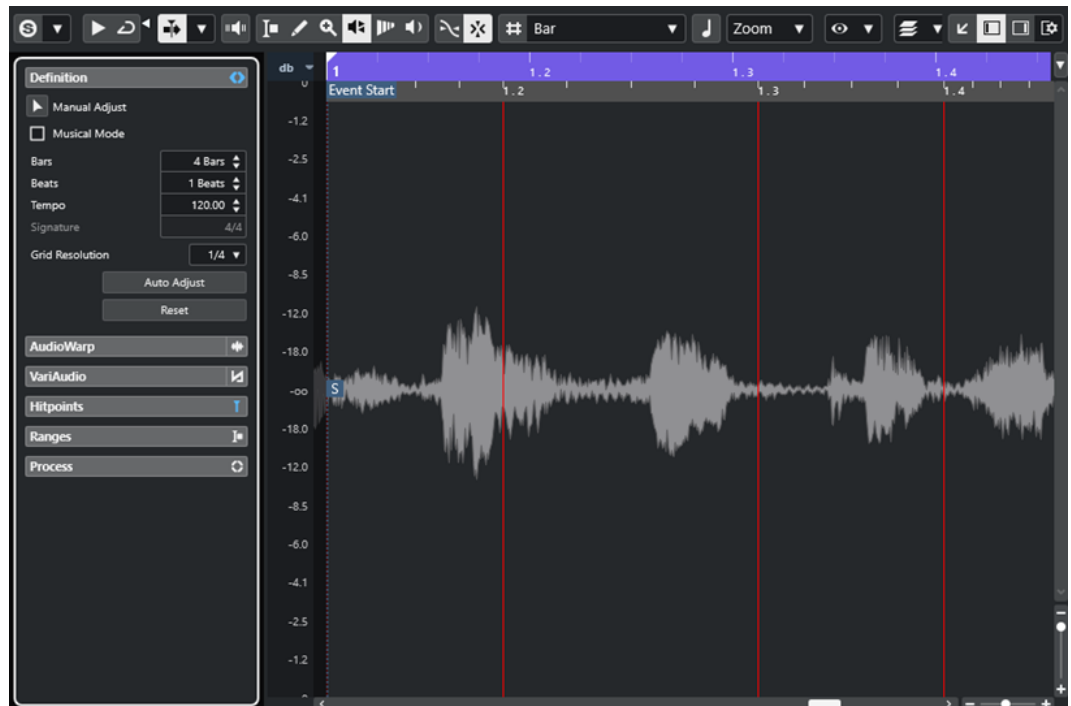 S
Bar
Zoom
Definition
Manual Adjust
Musical Mode
Bars 4 Bars
Beats 1 Beats
Tempo 120.00
Signature 4/4
Grid Resolution 1/4
Auto Adjust
Reset
AudioWarp
VariAudio
Hitpoints
Ranges
Process
db
1 1.2 1.3 1.4
Event Start 1.2 1.3 1.4
0
-1.2
-2.5
-4.1
-6.0
-8.5
-12.0
-18.0
-∞ S
-18.0
-12.0
-8.5
-6.0
-4.1
-2.5
-1.2